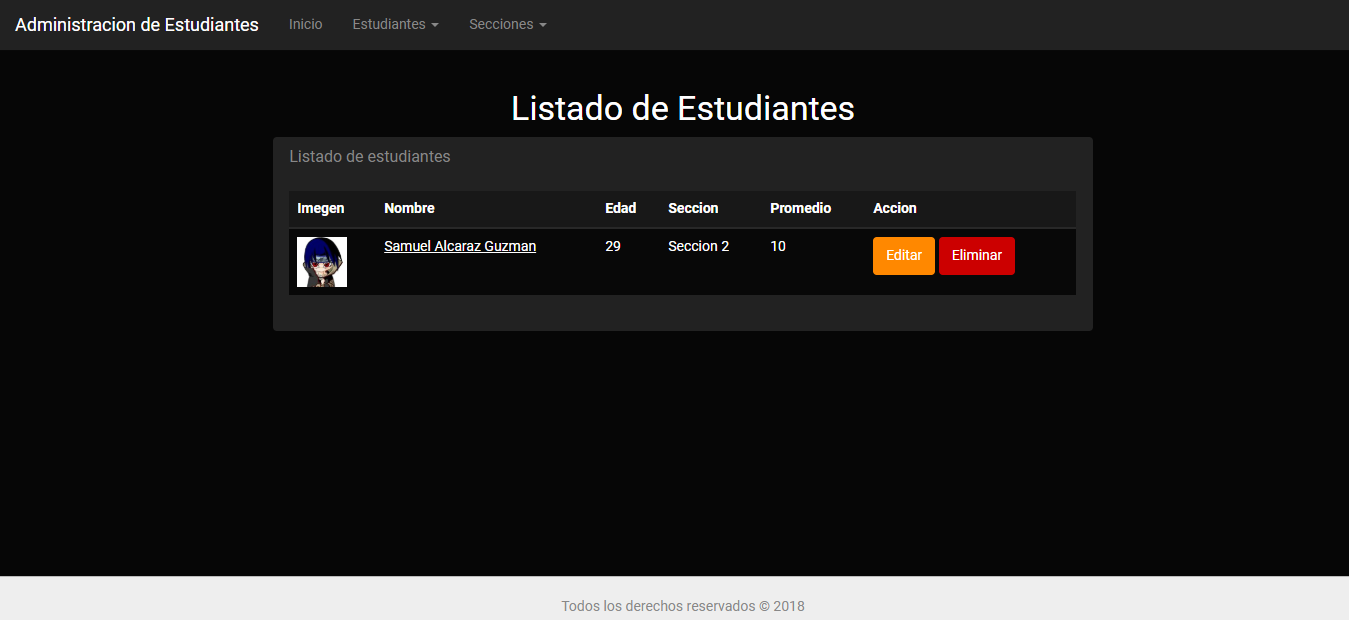 Administracion de Estudiantes Inicio Estudiantes Secciones
Listado de Estudiantes
Listado de estudiantes
Imegen Nombre Edad Seccion Promedio Accion
Samuel Alcaraz Guzman 29 Seccion 2 10 Editar Eliminar
Todos los derechos reservados © 2018